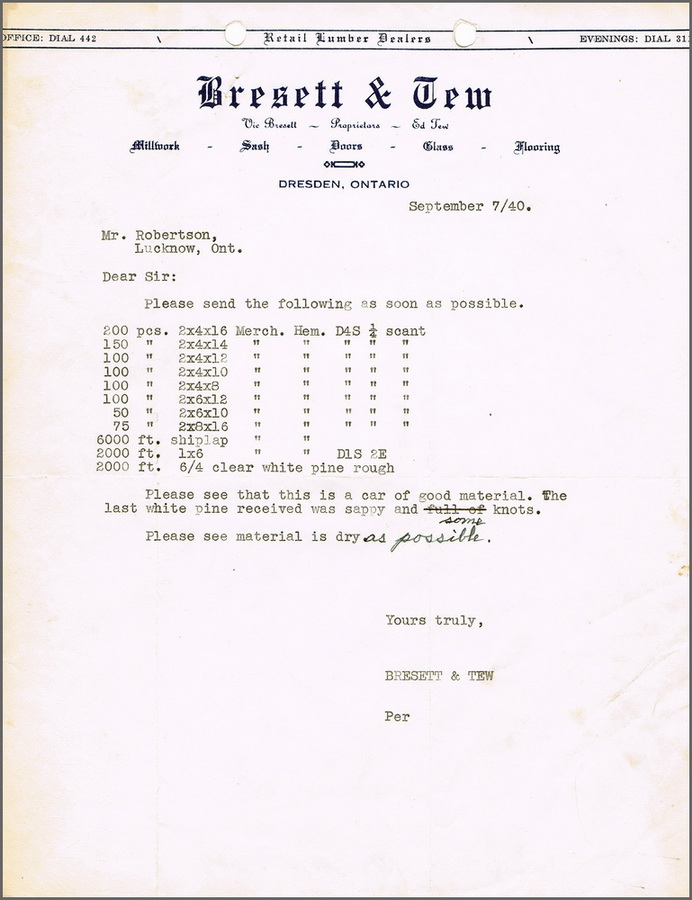 OFFICE: DIAL 442 \ Retail Lumber Dealers \ EVENINGS: DIAL 31
Bresett & Tew
Vic Bresett ~ Proprietors ~ Ed Tew
Millwork - Sash - Doors - Glass - Flooring
DRESDEN, ONTARIO
September 7/40.
Mr. Robertson,
Lucknow, Ont.
Dear Sir:
Please send the following as soon as possible.
200 pcs. 2x4x16 Merch. Hem. D4S ¼ scant
150 " 2x4x14 " " " " "
100 " 2x4x12 " " " " "
100 " 2x4x10 " " " " "
100 " 2x4x8 " " " " "
100 " 2x6x12 " " " " "
50 " 2x6x10 " " " " "
75 " 2x8x16 " " " " "
6000 ft. shiplap " "
2000 ft. 1x6 " " D1S 2E
2000 ft. 6/4 clear white pine rough
Please see that this is a car of good material. The
last white pine received was sappy and full of knots.
some
Please see material is dry as possible.
Yours truly,
BRESETT & TEW
Per